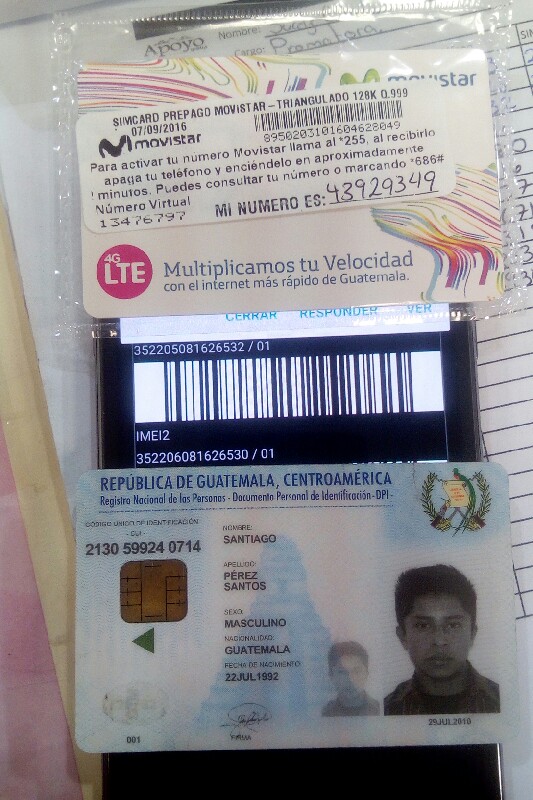 Apoyo
Nombre:
Cargo: Promotora
movistar
SIMCARD PREPAGO MOVISTAR - TRIANGULADO 128K 0.999
07/09/2016
8950203101604628049
movistar
Para activar tu numero Movistar llama al *255, al recibirlo
apaga tu teléfono y enciéndelo en aproximadamente
minutos. Puedes consultar tu número o marcando *686#
Número Virtual
13476797
MI NUMERO ES: 43929349
4G
LTE
Multiplicamos tu Velocidad
con el internet más rápido de Guatemala.
CERRAR RESPONDER VER
352205081626532 / 01
IMEI2
352206081626530 / 01
REPÚBLICA DE GUATEMALA, CENTROAMÉRICA
Registro Nacional de las Personas - Documento Personal de Identificación - DPI -
CÓDIGO ÚNICO DE IDENTIFICACIÓN
- CUI -
2130 59924 0714
NOMBRE:
SANTIAGO
APELLIDO:
PÉREZ
SANTOS
SEXO:
MASCULINO
NACIONALIDAD:
GUATEMALA
FECHA DE NACIMIENTO
22JUL1992
29JUL2010
001
FIRMA